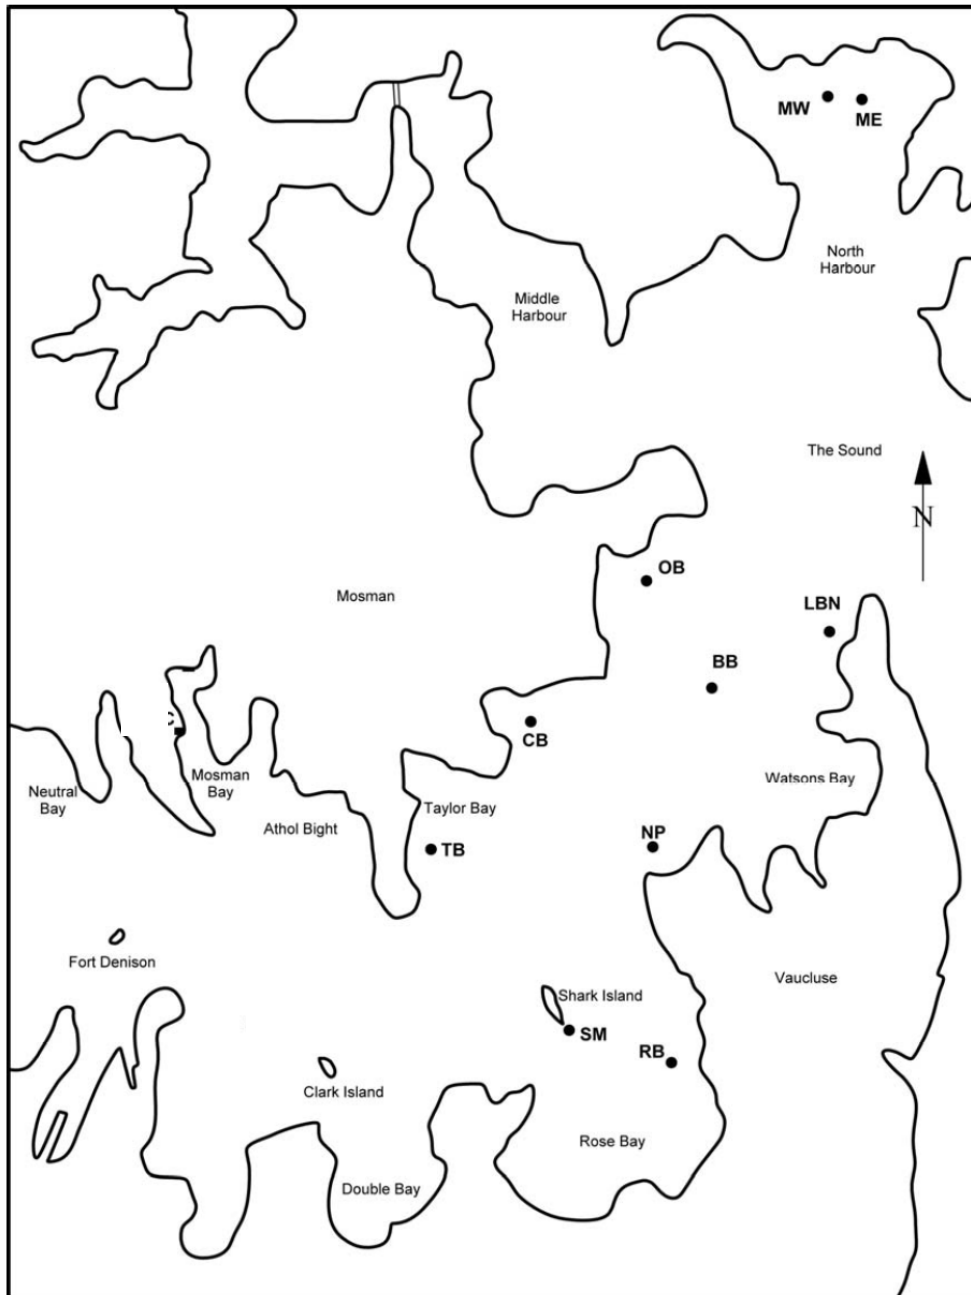 MW
ME
North
Harbour
Middle
Harbour
The Sound
N
OB
Mosman
LBN
BB
CB
Mosman
Bay
Watsons Bay
Neutral
Bay
Taylor Bay
Athol Bight
NP
TB
Fort Denison
Vaucluse
Shark Island
SM
RB
Clark Island
Rose Bay
Double Bay